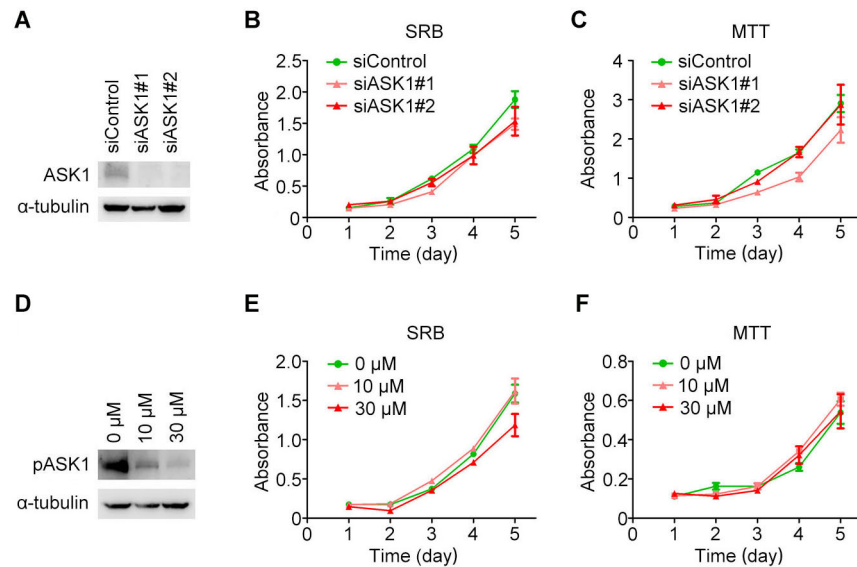 A
siControl
siASK1#1
siASK1#2
ASK1
α-tubulin
B
SRB
siControl
siASK1#1
siASK1#2
Absorbance
2.5
2.0
1.5
1.0
0.5
0
1 2 3 4 5
Time (day)
C
MTT
siControl
siASK1#1
siASK1#2
Absorbance
4
3
2
1
0
1 2 3 4 5
Time (day)
D
0 µM
10 µM
30 µM
pASK1
α-tubulin
E
SRB
0 µM
10 µM
30 µM
Absorbance
2.0
1.5
1.0
0.5
0
1 2 3 4 5
Time (day)
F
MTT
0 µM
10 µM
30 µM
Absorbance
0.8
0.6
0.4
0.2
0
1 2 3 4 5
Time (day)